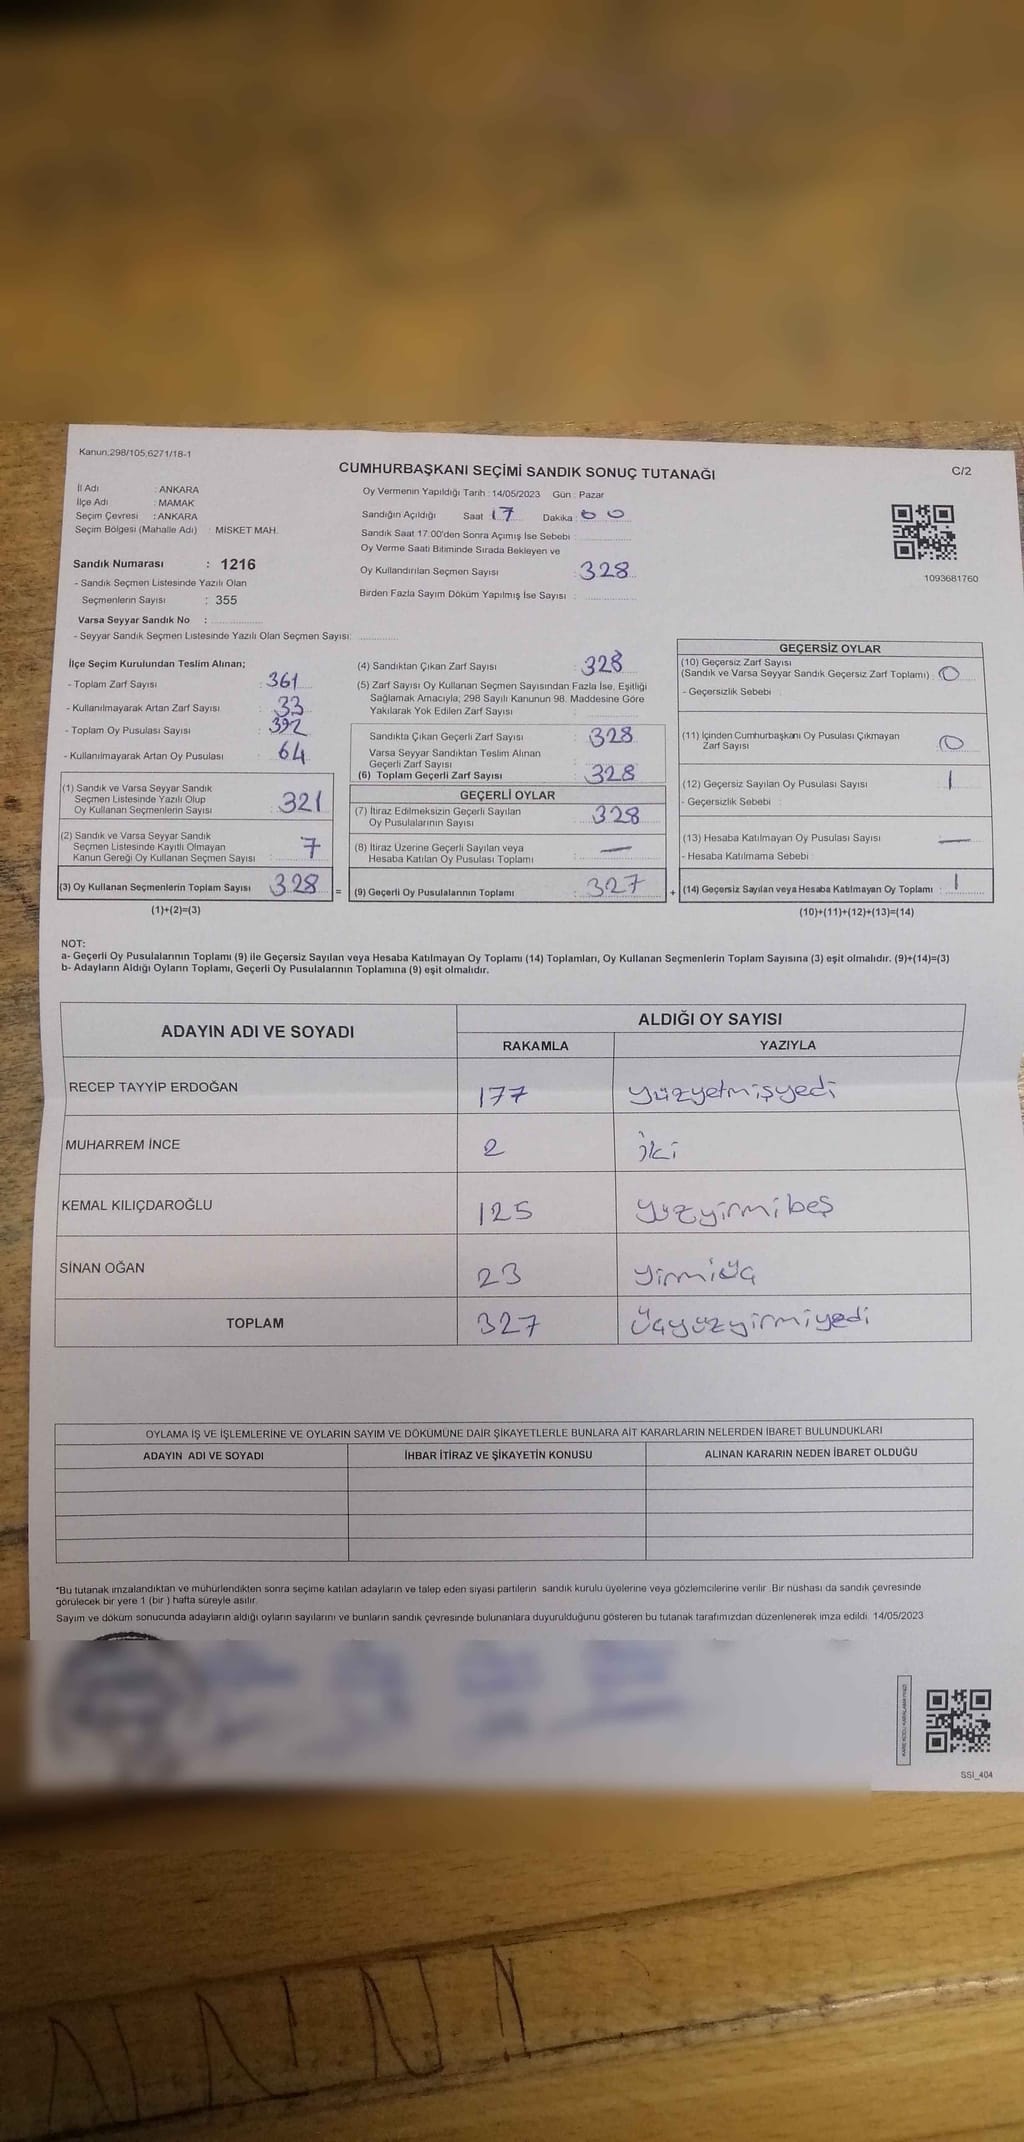 Kanun.298/105,6271/18-1
CUMHURBAŞKANI SEÇİMİ SANDIK SONUÇ TUTANAĞI
C/2
İl Adı : ANKARA
İlçe Adı : MAMAK
Seçim Çevresi : ANKARA
Seçim Bölgesi (Mahalle Adı) : MİSKET MAH.
Sandık Numarası : 1216
- Sandık Seçmen Listesinde Yazılı Olan
Seçmenlerin Sayısı : 355
Varsa Seyyar Sandık No :
- Seyyar Sandık Seçmen Listesinde Yazılı Olan Seçmen Sayısı:
Oy Vermenin Yapıldığı Tarih : 14/05/2023 Gün : Pazar
Sandığın Açıldığı Saat 17 Dakika 00
Sandık Saat 17:00'den Sonra Açımış İse Sebebi :
Oy Verme Saati Bitiminde Sırada Bekleyen ve
Oy Kullandırılan Seçmen Sayısı : 328
Birden Fazla Sayım Döküm Yapılmış İse Sayısı :
1093681760
İlçe Seçim Kurulundan Teslim Alınan;
- Toplam Zarf Sayısı : 361
- Kullanılmayarak Artan Zarf Sayısı : 33
- Toplam Oy Pusulası Sayısı : 392
- Kullanılmayarak Artan Oy Pusulası : 64
(1) Sandık ve Varsa Seyyar Sandık
Seçmen Listesinde Yazılı Olup
Oy Kullanan Seçmenlerin Sayısı : 321
(2) Sandık ve Varsa Seyyar Sandık
Seçmen Listesinde Kayıtlı Olmayan
Kanun Gereği Oy Kullanan Seçmen Sayısı : 7
(3) Oy Kullanan Seçmenlerin Toplam Sayısı 328 =
(1)+(2)=(3)
(4) Sandıktan Çıkan Zarf Sayısı : 328
(5) Zarf Sayısı Oy Kullanan Seçmen Sayısından Fazla İse, Eşitliği
Sağlamak Amacıyla; 298 Sayılı Kanunun 98. Maddesine Göre
Yakılarak Yok Edilen Zarf Sayısı :
Sandıkta Çıkan Geçerli Zarf Sayısı : 328
Varsa Seyyar Sandıktan Teslim Alınan
Geçerli Zarf Sayısı :
(6) Toplam Geçerli Zarf Sayısı : 328
GEÇERLİ OYLAR
(7) İtiraz Edilmeksizin Geçerli Sayılan
Oy Pusulalarının Sayısı : 328
(8) İtiraz Üzerine Geçerli Sayılan veya
Hesaba Katılan Oy Pusulası Toplamı : —
(9) Geçerli Oy Pusulalarının Toplamı : 327 +
GEÇERSİZ OYLAR
(10) Geçersiz Zarf Sayısı
(Sandık ve Varsa Seyyar Sandık Geçersiz Zarf Toplamı) : 0
- Geçersizlik Sebebi :
(11) İçinden Cumhurbaşkanı Oy Pusulası Çıkmayan
Zarf Sayısı 0
(12) Geçersiz Sayılan Oy Pusulası Sayısı 1
- Geçersizlik Sebebi :
(13) Hesaba Katılmayan Oy Pusulası Sayısı —
- Hesaba Katılmama Sebebi
(14) Geçersiz Sayılan veya Hesaba Katılmayan Oy Toplamı : 1
(10)+(11)+(12)+(13)=(14)
NOT:
a- Geçerli Oy Pusulalarının Toplamı (9) ile Geçersiz Sayılan veya Hesaba Katılmayan Oy Toplamı (14) Toplamları, Oy Kullanan Seçmenlerin Toplam Sayısına (3) eşit olmalıdır. (9)+(14)=(3)
b- Adayların Aldığı Oyların Toplamı, Geçerli Oy Pusulalarının Toplamına (9) eşit olmalıdır.
ADAYIN ADI VE SOYADI
ALDIĞI OY SAYISI
RAKAMLA YAZIYLA
RECEP TAYYİP ERDOĞAN 177 yüzyetmişyedi
MUHARREM İNCE 2 iki
KEMAL KILIÇDAROĞLU 125 yüzyirmibeş
SİNAN OĞAN 23 yirmiüç
TOPLAM 327 üçyüzyirmiyedi
OYLAMA İŞ VE İŞLEMLERİNE VE OYLARIN SAYIM VE DÖKÜMÜNE DAİR ŞİKAYETLERLE BUNLARA AİT KARARLARIN NELERDEN İBARET BULUNDUKLARI
ADAYIN ADI VE SOYADI İHBAR İTİRAZ VE ŞİKAYETİN KONUSU ALINAN KARARIN NEDEN İBARET OLDUĞU
*Bu tutanak imzalandıktan ve mühürlendikten sonra seçime katılan adayların ve talep eden siyasi partilerin sandık kurulu üyelerine veya gözlemcilerine verilir. Bir nüshası da sandık çevresinde
görülecek bir yere 1 (bir ) hafta süreyle asılır.
Sayım ve döküm sonucunda adayların aldığı oyların sayılarını ve bunların sandık çevresinde bulunanlara duyurulduğunu gösteren bu tutanak tarafımızdan düzenlenerek imza edildi. 14/05/2023
KARE KODU KARALAMAYINIZ!
SSI_404